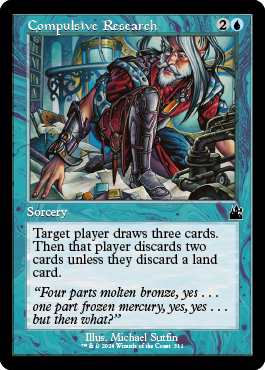 Compulsive Research 2
Sorcery
Target player draws three cards.
Then that player discards two
cards unless they discard a land
card.
“Four parts molten bronze, yes . . .
one part frozen mercury, yes, yes . . .
but then what?”
Illus. Michael Sutfin
™ & © 2024 Wizards of the Coast 311